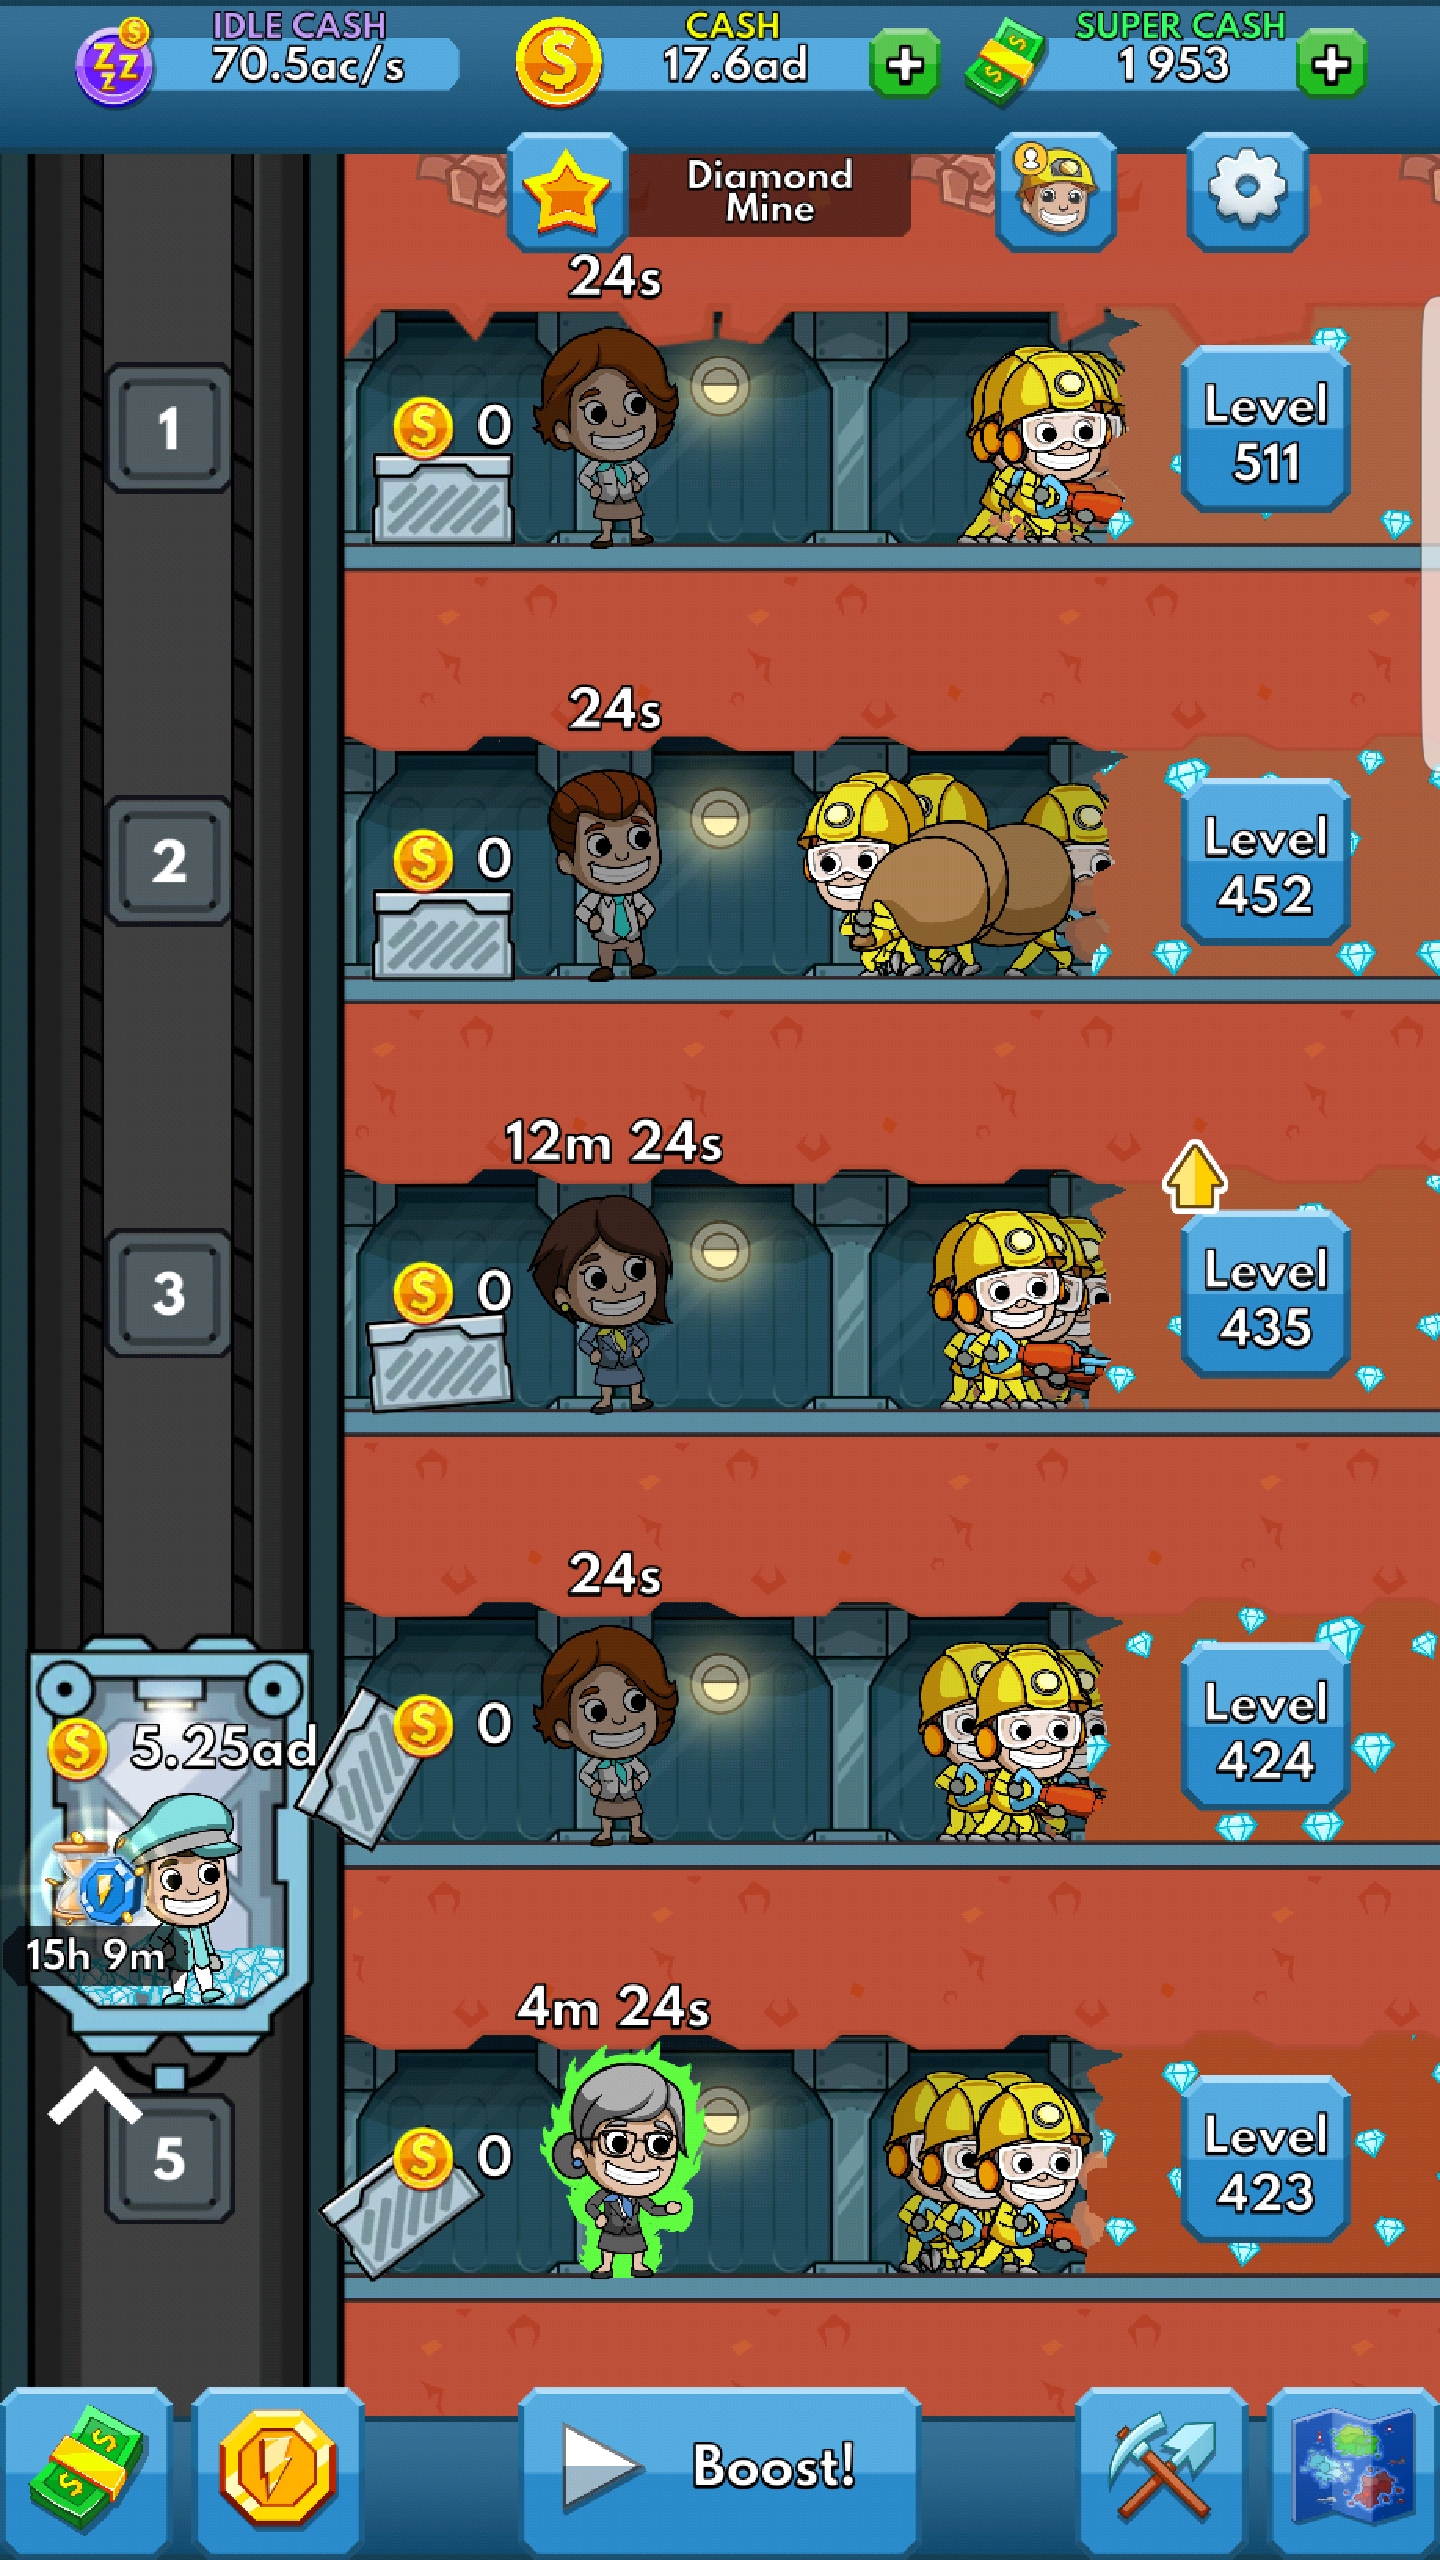 IDLE CASH
70.5ac/s
CASH
17.6ad
SUPER CASH
1 953
Diamond
Mine
24s
1
0
Level
511
24s
2
0
Level
452
12m 24s
3
0
Level
435
24s
0
Level
424
5.25ad
15h 9m
4m 24s
5
0
Level
423
Boost!